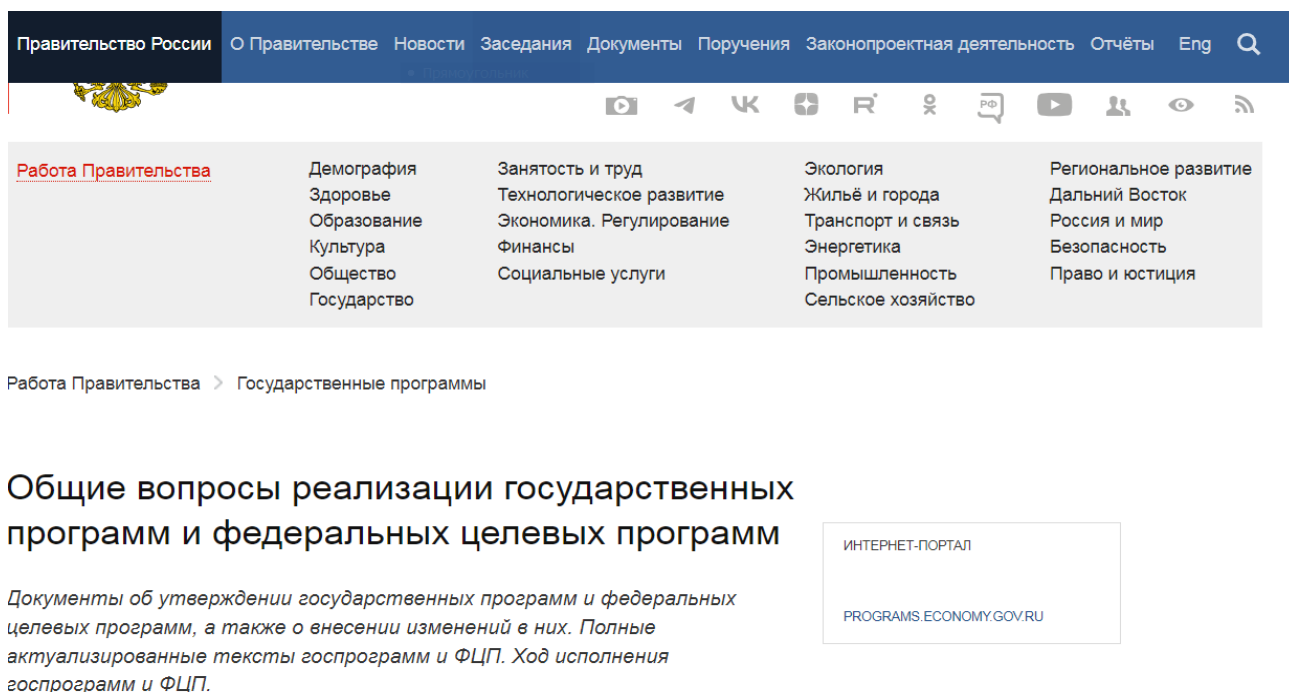 Правительство России О Правительстве Новости Заседания Документы Поручения Законопроектная деятельность Отчёты Eng
РФ
Работа Правительства
Демография
Здоровье
Образование
Культура
Общество
Государство
Занятость и труд
Технологическое развитие
Экономика. Регулирование
Финансы
Социальные услуги
Экология
Жильё и города
Транспорт и связь
Энергетика
Промышленность
Сельское хозяйство
Региональное развитие
Дальний Восток
Россия и мир
Безопасность
Право и юстиция
Работа Правительства > Государственные программы
Общие вопросы реализации государственных
программ и федеральных целевых программ
Документы об утверждении государственных программ и федеральных
целевых программ, а также о внесении изменений в них. Полные
актуализированные тексты госпрограмм и ФЦП. Ход исполнения
госпрограмм и ФЦП.
ИНТЕРНЕТ-ПОРТАЛ
PROGRAMS.ECONOMY.GOV.RU